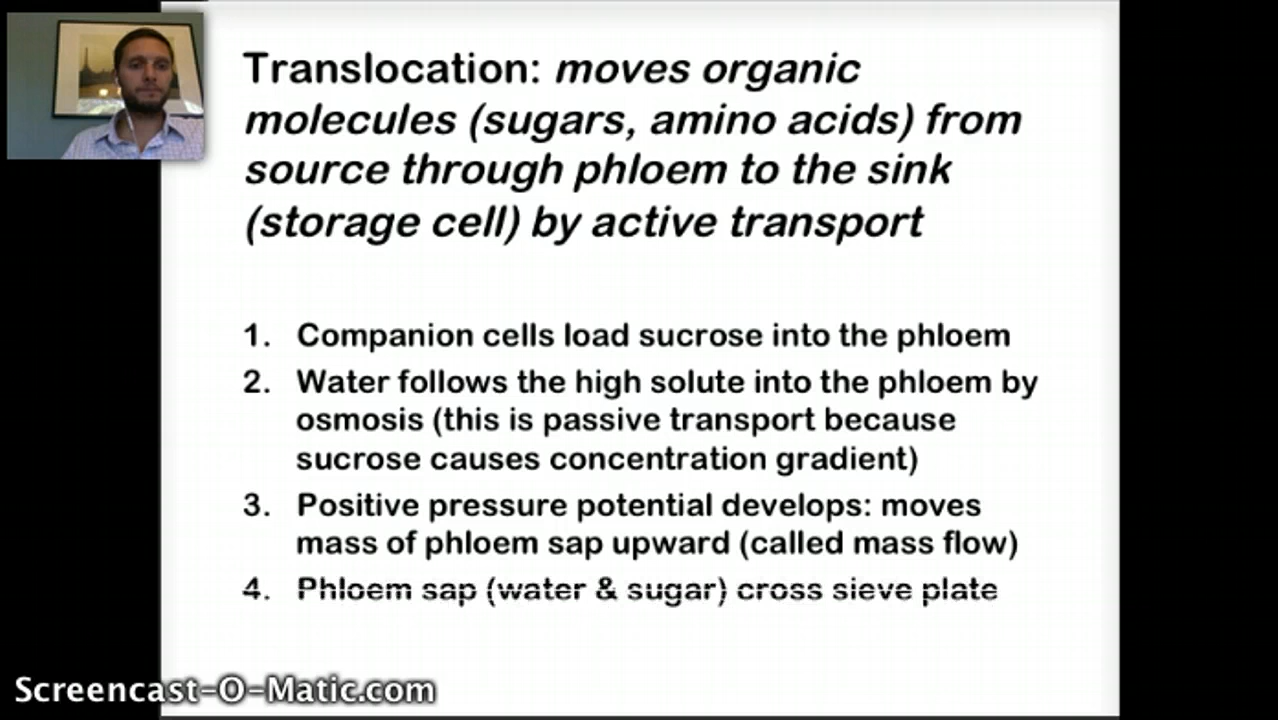 Translocation: moves organic
molecules (sugars, amino acids) from
source through phloem to the sink
(storage cell) by active transport
1. Companion cells load sucrose into the phloem
2. Water follows the high solute into the phloem by
osmosis (this is passive transport because
sucrose causes concentration gradient)
3. Positive pressure potential develops: moves
mass of phloem sap upward (called mass flow)
4. Phloem sap (water & sugar) cross sieve plate
Screencast-O-Matic.com